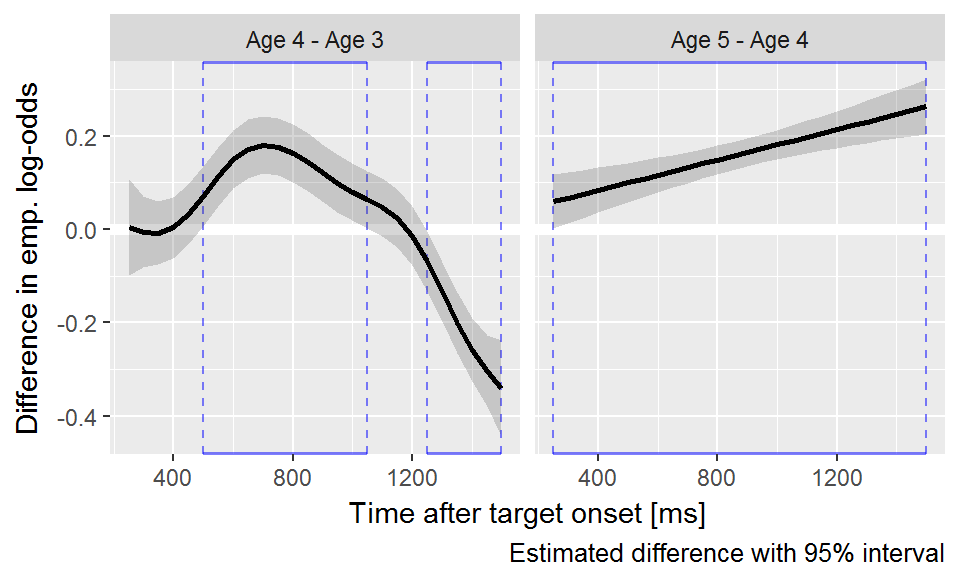 Age 4 - Age 3
Age 5 - Age 4
Difference in emp. log-odds
0.2
0.0
-0.2
-0.4
400 800 1200
400 800 1200
Time after target onset [ms]
Estimated difference with 95% interval